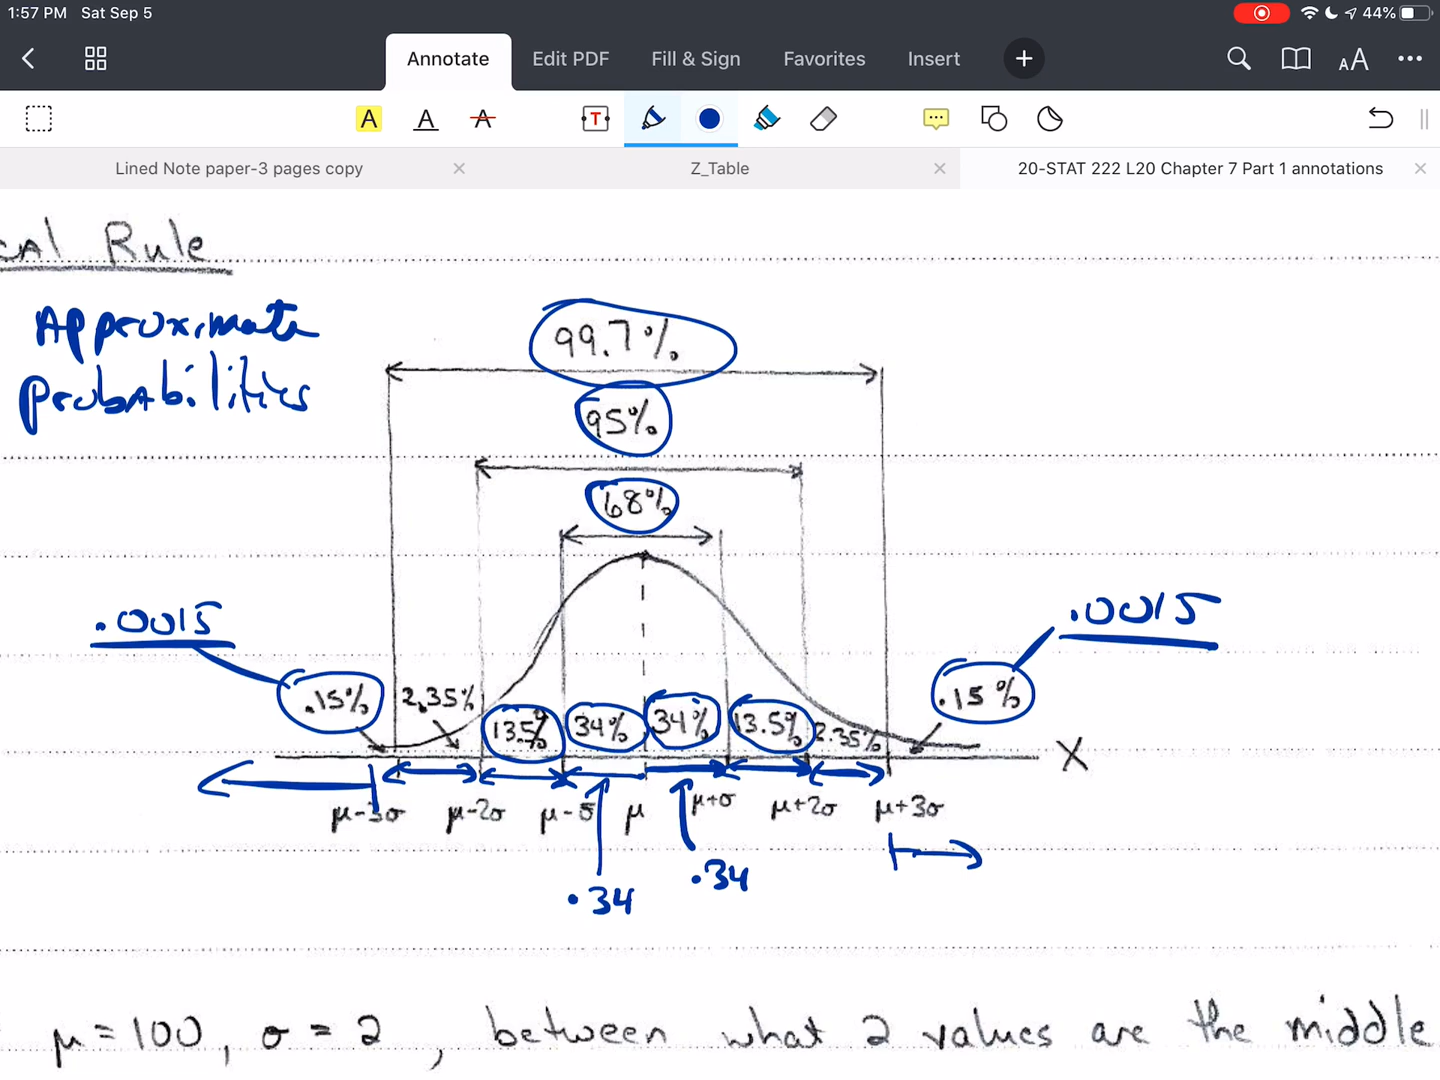 1:57 PM Sat Sep 5
44%
Annotate Edit PDF Fill & Sign Favorites Insert
AA
A A A T
Lined Note paper-3 pages copy Z_Table 20-STAT 222 L20 Chapter 7 Part 1 annotations
cal Rule
Approximate
probabilities
99.7%
95%
68%
.0015 .0015
.15% 2.35% 13.5% 34% 34% 13.5% 2.35% .15%
X
μ-3σ μ-2σ μ-σ μ μ+σ μ+2σ μ+3σ
.34 .34
μ = 100, σ = 2, between what 2 values are the middle